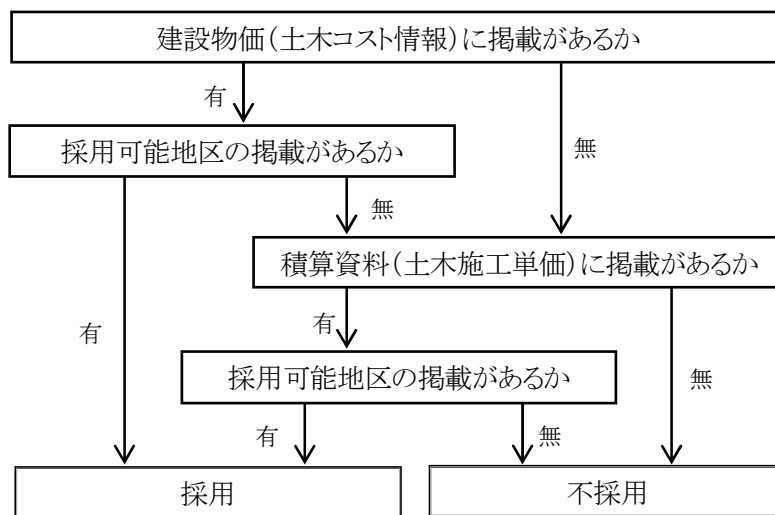 建設物価(土木コスト情報)に掲載があるか
有
採用可能地区の掲載があるか
無
無
積算資料(土木施工単価)に掲載があるか
有
有
採用可能地区の掲載があるか
無
有
無
採用
不採用